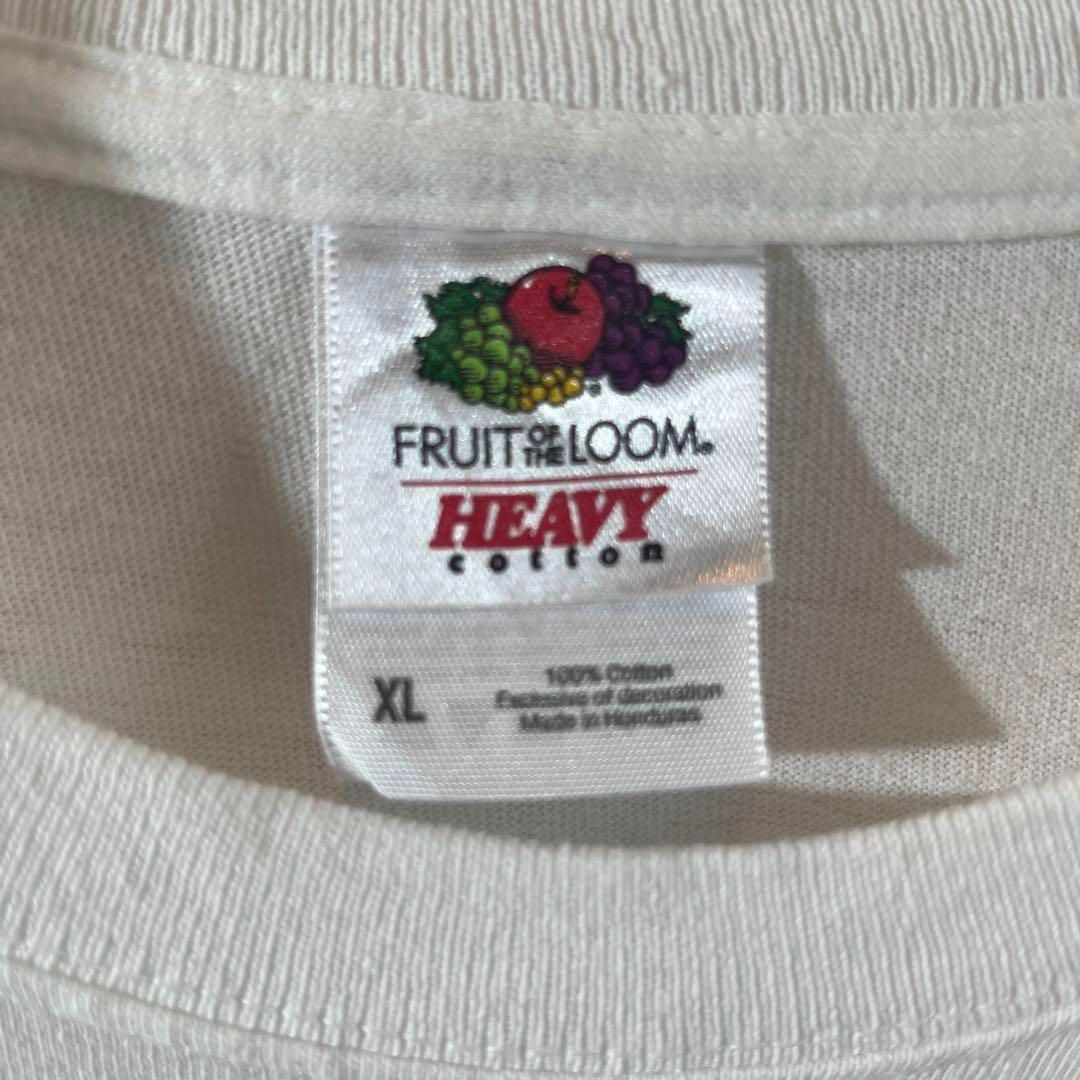 FRUIT OF THE LOOM®
HEAVY
cotton
XL
100% Cotton
Exclusive of decoration
Made in Honduras